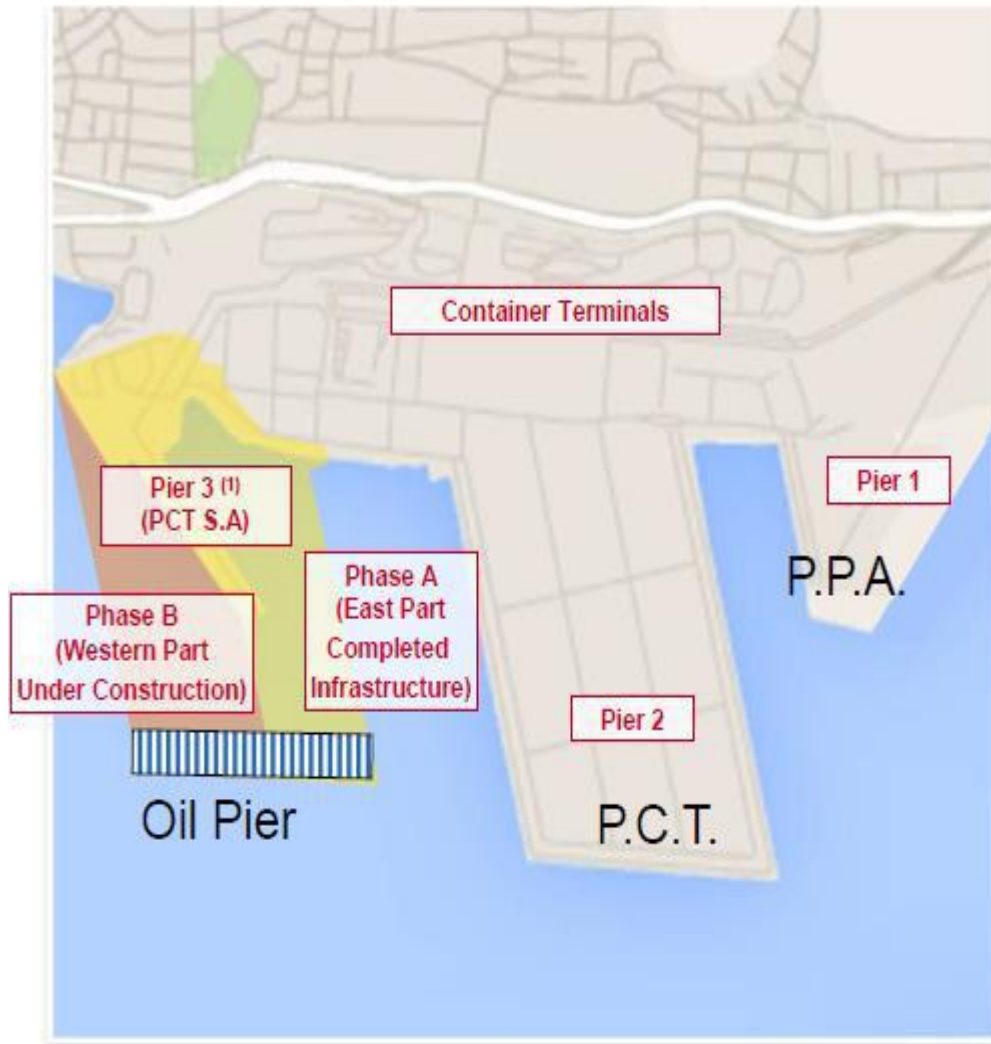 Container Terminals
Pier 1
P.P.A.
Pier 3 (1)
(PCT S.A)
Phase A
(East Part
Completed
Infrastructure)
Phase B
(Western Part
Under Construction)
Pier 2
P.C.T.
Oil Pier